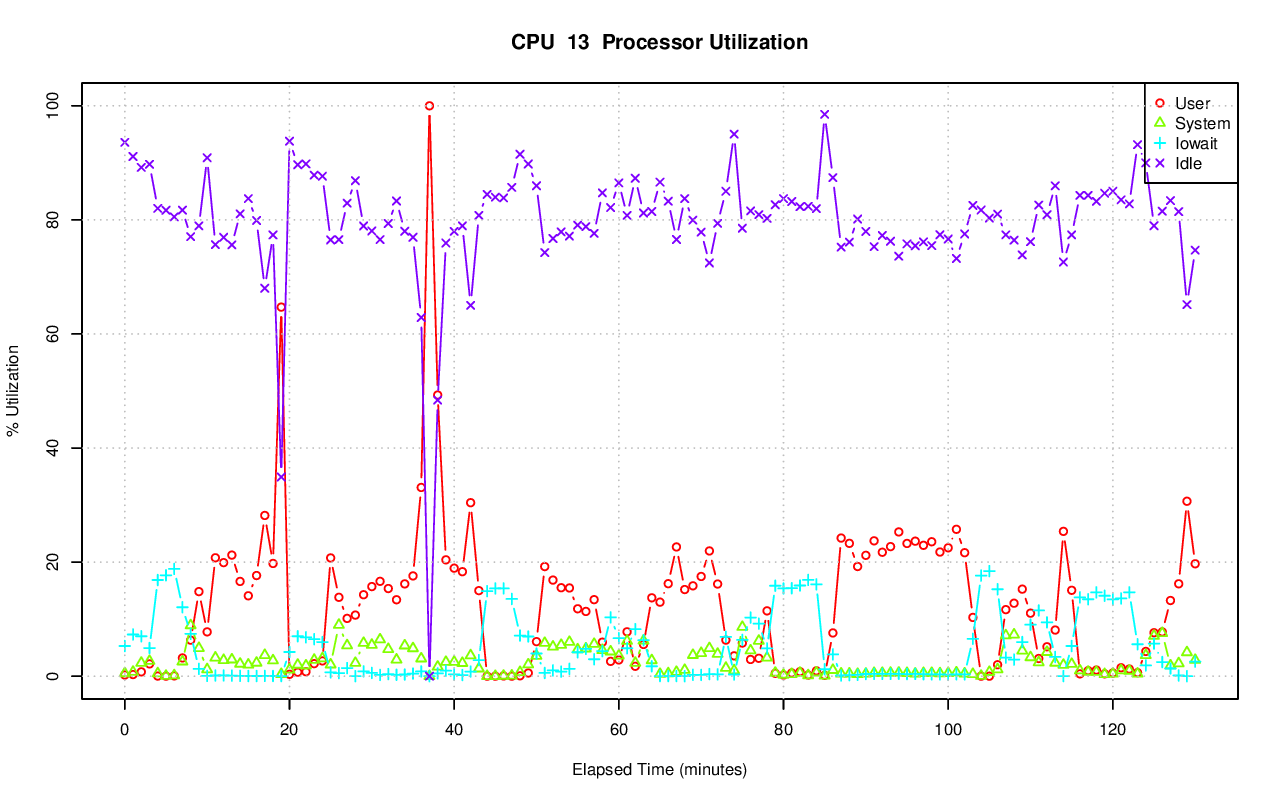 CPU 13 Processor Utilization
% Utilization
100
80
60
40
20
0
User
System
Iowait
Idle
0 20 40 60 80 100 120
Elapsed Time (minutes)